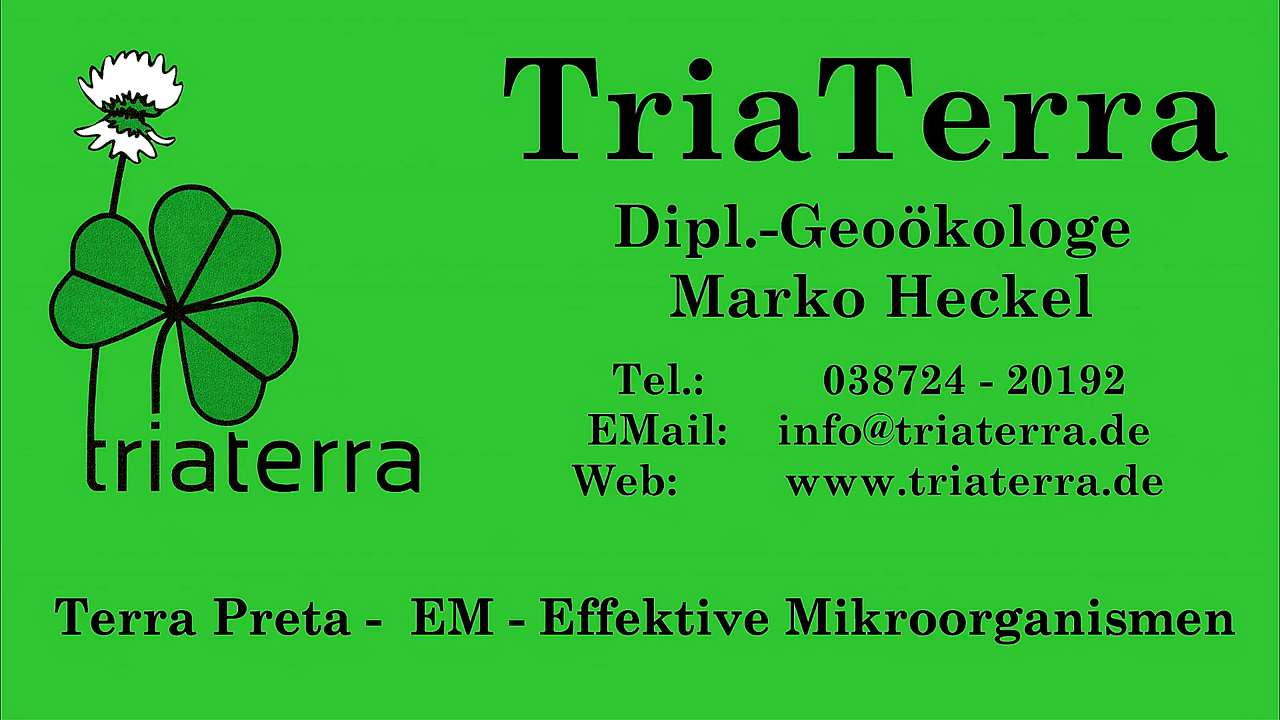 TriaTerra
Dipl.-Geoökologe
Marko Heckel
Tel.: 038724 - 20192
EMail: info@triaterra.de
Web: www.triaterra.de
triaterra
Terra Preta - EM - Effektive Mikroorganismen